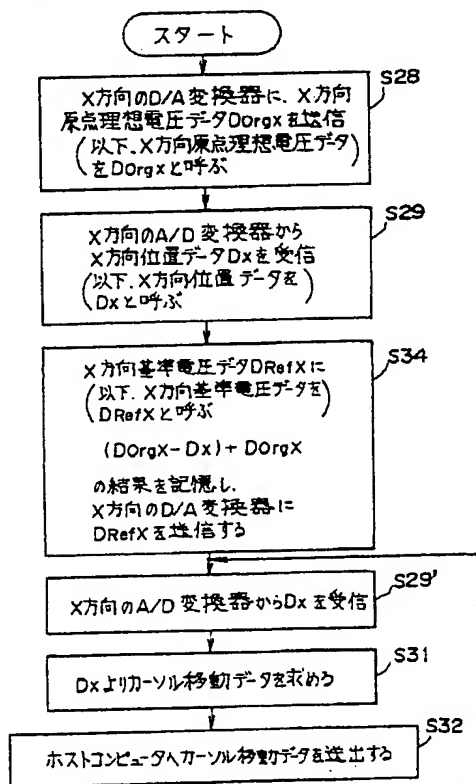 スタート
S28
X方向のD/A変換器に、X方向
原点理想電圧データDOrgxを送信
(以下、X方向原点理想電圧データ
をDOrgxと呼ぶ)
S29
X方向のA/D変換器から
X方向位置データDxを受信
(以下、X方向位置データを
Dxと呼ぶ)
S34
X方向基準電圧データDRefXに
(以下、X方向基準電圧データを
DRefXと呼ぶ)
(DOrgX-Dx)+DOrgX
の結果を記憶し、
X方向のD/A変換器に
DRefXを送信する
S29'
X方向のA/D変換器からDxを受信
S31
Dxよりカーソル移動データを求める
S32
ホストコンピュータへカーソル移動データを送出する